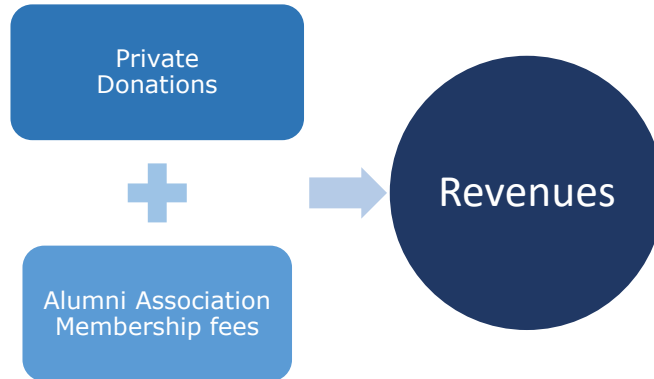 Private
Donations
Alumni Association
Membership fees
Revenues